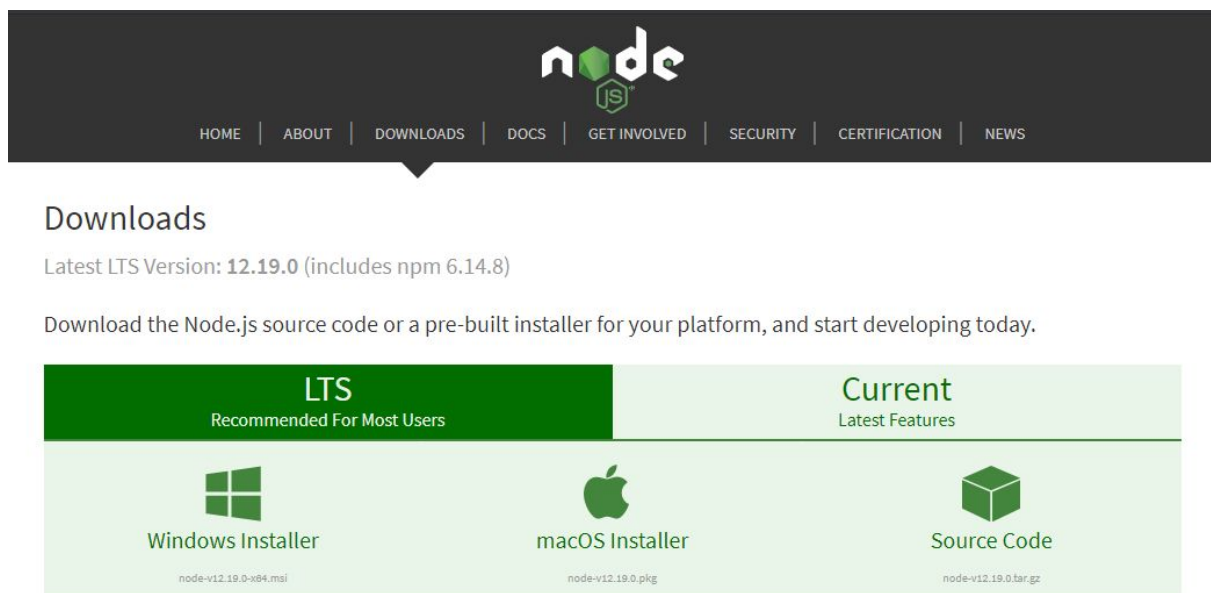 node
JS
HOME | ABOUT | DOWNLOADS | DOCS | GET INVOLVED | SECURITY | CERTIFICATION | NEWS
Downloads
Latest LTS Version: 12.19.0 (includes npm 6.14.8)
Download the Node.js source code or a pre-built installer for your platform, and start developing today.
LTS
Recommended For Most Users
Current
Latest Features
Windows Installer
node-v12.19.0-x64.msi
macOS Installer
node-v12.19.0.pkg
Source Code
node-v12.19.0.tar.gz